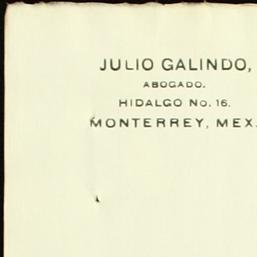 JULIO GALINDO,
ABOGADO.
HIDALGO No. 16.
MONTERREY, MEX.